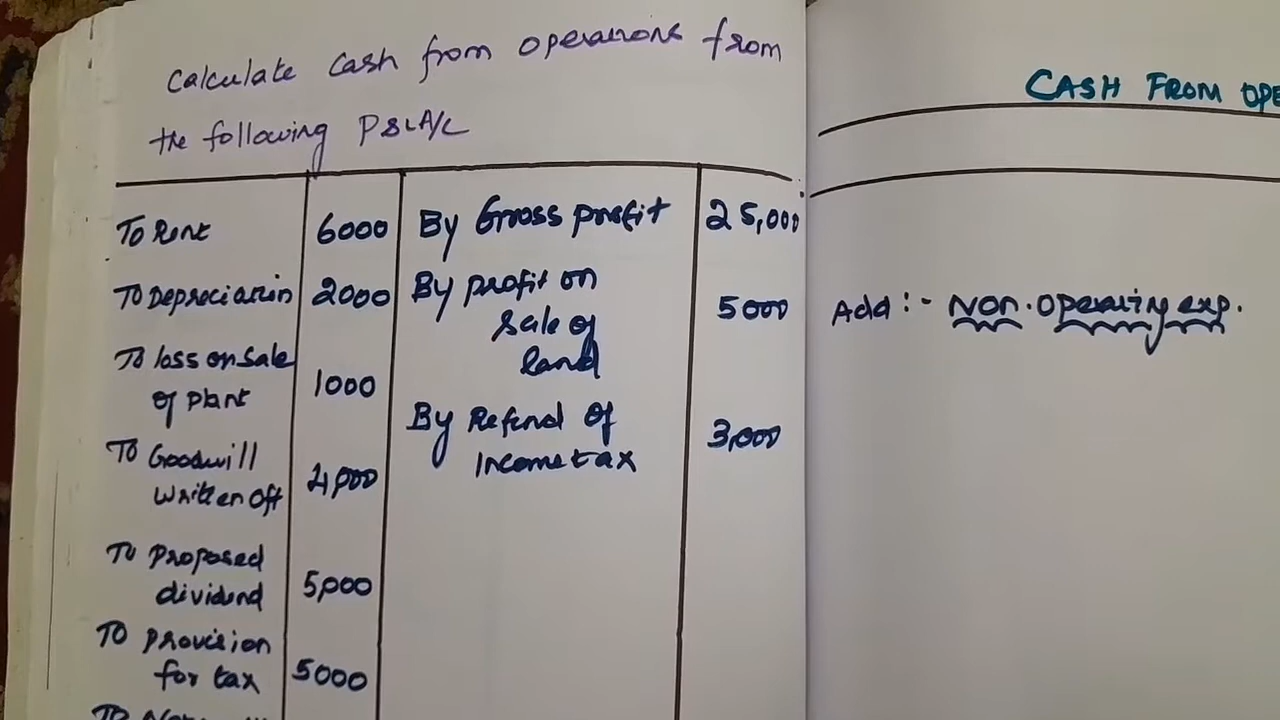 Calculate Cash from Operations from
the following P&L A/C
To Rent 6000
To Depreciation 2000
To loss on sale
of plant 1000
To Goodwill
written off 4,000
To Proposed
dividend 5,000
To Provision
for tax 5000
To
By Gross profit 25,000
By profit on
sale of
land 5000
By Refund of
Income tax 3,000
CASH FROM OPE
Add :- Non. Operating exp.